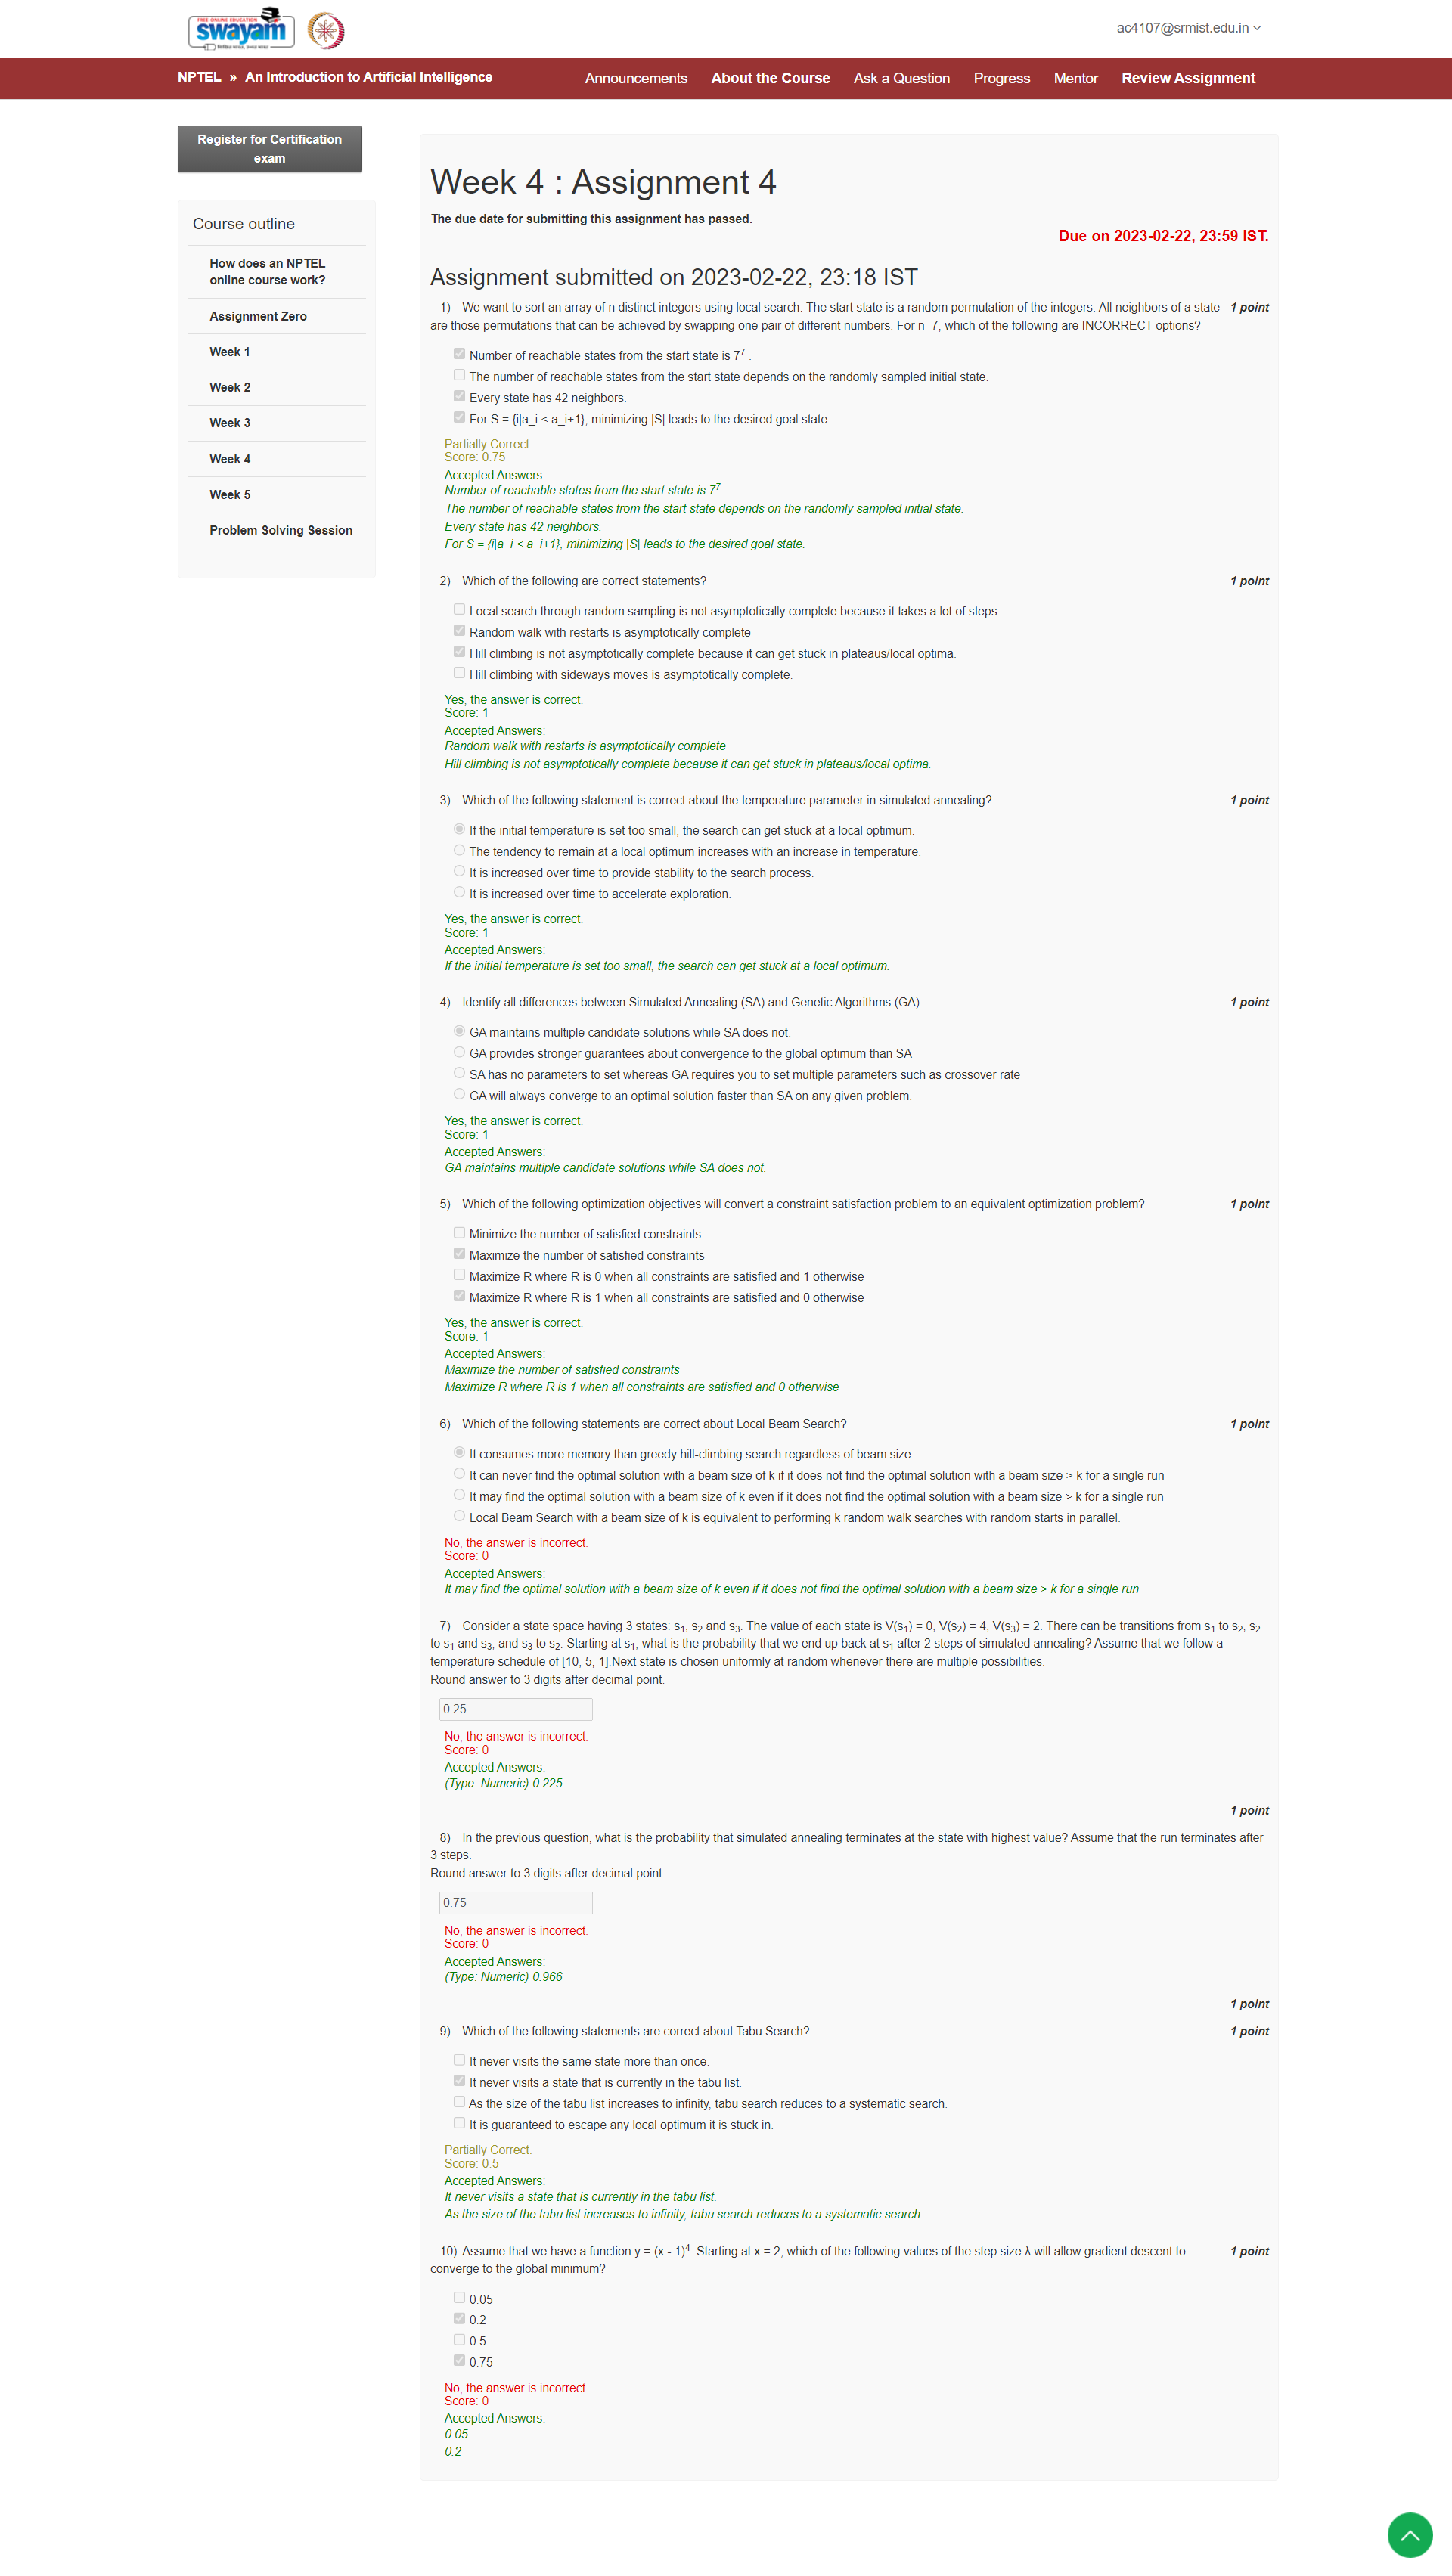 FREE ONLINE EDUCATION
swayam
ac4107@srmist.edu.in
NPTEL » An Introduction to Artificial Intelligence
Announcements About the Course Ask a Question Progress Mentor Review Assignment
Register for Certification
exam
Course outline
How does an NPTEL
online course work?
Assignment Zero
Week 1
Week 2
Week 3
Week 4
Week 5
Problem Solving Session
Week 4 : Assignment 4
The due date for submitting this assignment has passed.
Due on 2023-02-22, 23:59 IST.
Assignment submitted on 2023-02-22, 23:18 IST
1) We want to sort an array of n distinct integers using local search. The start state is a random permutation of the integers. All neighbors of a state 1 point
are those permutations that can be achieved by swapping one pair of different numbers. For n=7, which of the following are INCORRECT options?
Number of reachable states from the start state is 7⁷ .
The number of reachable states from the start state depends on the randomly sampled initial state.
Every state has 42 neighbors.
For S = {i|a_i < a_i+1}, minimizing |S| leads to the desired goal state.
Partially Correct.
Score: 0.75
Accepted Answers:
Number of reachable states from the start state is 7⁷ .
The number of reachable states from the start state depends on the randomly sampled initial state.
Every state has 42 neighbors.
For S = {i|a_i < a_i+1}, minimizing |S| leads to the desired goal state.
2) Which of the following are correct statements? 1 point
Local search through random sampling is not asymptotically complete because it takes a lot of steps.
Random walk with restarts is asymptotically complete
Hill climbing is not asymptotically complete because it can get stuck in plateaus/local optima.
Hill climbing with sideways moves is asymptotically complete.
Yes, the answer is correct.
Score: 1
Accepted Answers:
Random walk with restarts is asymptotically complete
Hill climbing is not asymptotically complete because it can get stuck in plateaus/local optima.
3) Which of the following statement is correct about the temperature parameter in simulated annealing? 1 point
If the initial temperature is set too small, the search can get stuck at a local optimum.
The tendency to remain at a local optimum increases with an increase in temperature.
It is increased over time to provide stability to the search process.
It is increased over time to accelerate exploration.
Yes, the answer is correct.
Score: 1
Accepted Answers:
If the initial temperature is set too small, the search can get stuck at a local optimum.
4) Identify all differences between Simulated Annealing (SA) and Genetic Algorithms (GA) 1 point
GA maintains multiple candidate solutions while SA does not.
GA provides stronger guarantees about convergence to the global optimum than SA
SA has no parameters to set whereas GA requires you to set multiple parameters such as crossover rate
GA will always converge to an optimal solution faster than SA on any given problem.
Yes, the answer is correct.
Score: 1
Accepted Answers:
GA maintains multiple candidate solutions while SA does not.
5) Which of the following optimization objectives will convert a constraint satisfaction problem to an equivalent optimization problem? 1 point
Minimize the number of satisfied constraints
Maximize the number of satisfied constraints
Maximize R where R is 0 when all constraints are satisfied and 1 otherwise
Maximize R where R is 1 when all constraints are satisfied and 0 otherwise
Yes, the answer is correct.
Score: 1
Accepted Answers:
Maximize the number of satisfied constraints
Maximize R where R is 1 when all constraints are satisfied and 0 otherwise
6) Which of the following statements are correct about Local Beam Search? 1 point
It consumes more memory than greedy hill-climbing search regardless of beam size
It can never find the optimal solution with a beam size of k if it does not find the optimal solution with a beam size > k for a single run
It may find the optimal solution with a beam size of k even if it does not find the optimal solution with a beam size > k for a single run
Local Beam Search with a beam size of k is equivalent to performing k random walk searches with random starts in parallel.
No, the answer is incorrect.
Score: 0
Accepted Answers:
It may find the optimal solution with a beam size of k even if it does not find the optimal solution with a beam size > k for a single run
7) Consider a state space having 3 states: s₁, s₂ and s₃. The value of each state is V(s₁) = 0, V(s₂) = 4, V(s₃) = 2. There can be transitions from s₁ to s₂, s₂
to s₁ and s₃, and s₃ to s₂. Starting at s₁, what is the probability that we end up back at s₁ after 2 steps of simulated annealing? Assume that we follow a
temperature schedule of [10, 5, 1].Next state is chosen uniformly at random whenever there are multiple possibilities.
Round answer to 3 digits after decimal point.
0.25
No, the answer is incorrect.
Score: 0
Accepted Answers:
(Type: Numeric) 0.225
1 point
8) In the previous question, what is the probability that simulated annealing terminates at the state with highest value? Assume that the run terminates after
3 steps.
Round answer to 3 digits after decimal point.
0.75
No, the answer is incorrect.
Score: 0
Accepted Answers:
(Type: Numeric) 0.966
1 point
9) Which of the following statements are correct about Tabu Search? 1 point
It never visits the same state more than once.
It never visits a state that is currently in the tabu list.
As the size of the tabu list increases to infinity, tabu search reduces to a systematic search.
It is guaranteed to escape any local optimum it is stuck in.
Partially Correct.
Score: 0.5
Accepted Answers:
It never visits a state that is currently in the tabu list.
As the size of the tabu list increases to infinity, tabu search reduces to a systematic search.
10) Assume that we have a function y = (x - 1)⁴. Starting at x = 2, which of the following values of the step size λ will allow gradient descent to 1 point
converge to the global minimum?
0.05
0.2
0.5
0.75
No, the answer is incorrect.
Score: 0
Accepted Answers:
0.05
0.2